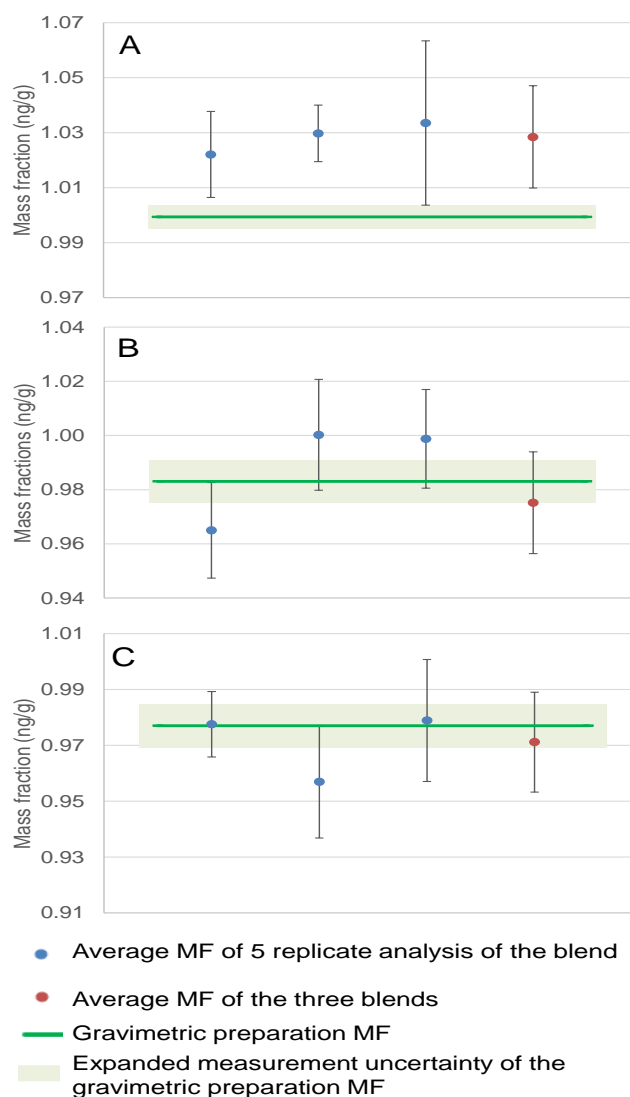 1.07
A
1.05
1.03
1.01
0.99
0.97
Mass fraction (ng/g)
1.04
B
1.02
1.00
0.98
0.96
0.94
Mass fractions (ng/g)
1.01
C
0.99
0.97
0.95
0.93
0.91
Mass fraction (ng/g)
Average MF of 5 replicate analysis of the blend
Average MF of the three blends
Gravimetric preparation MF
Expanded measurement uncertainty of the
gravimetric preparation MF